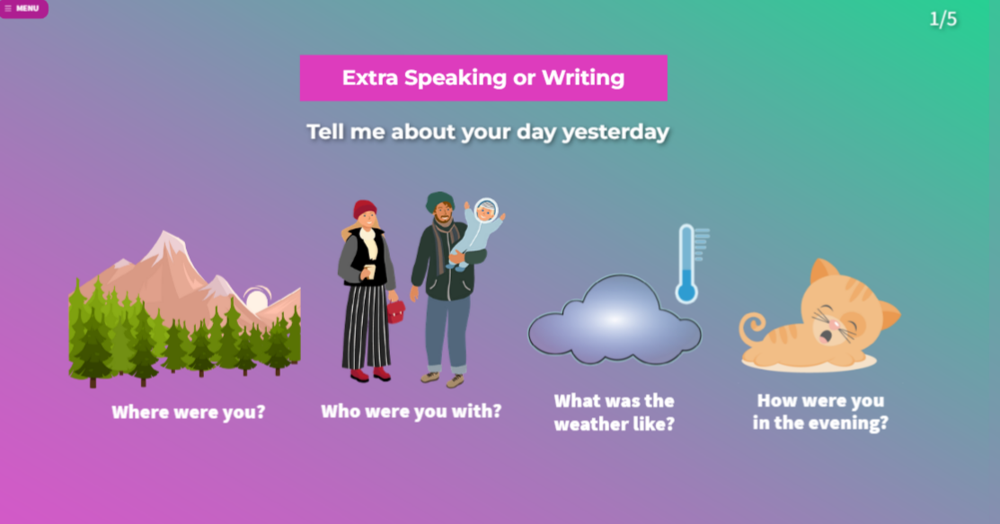 MENU
1/5
Extra Speaking or Writing
Tell me about your day yesterday
Where were you?
Who were you with?
What was the
weather like?
How were you
in the evening?